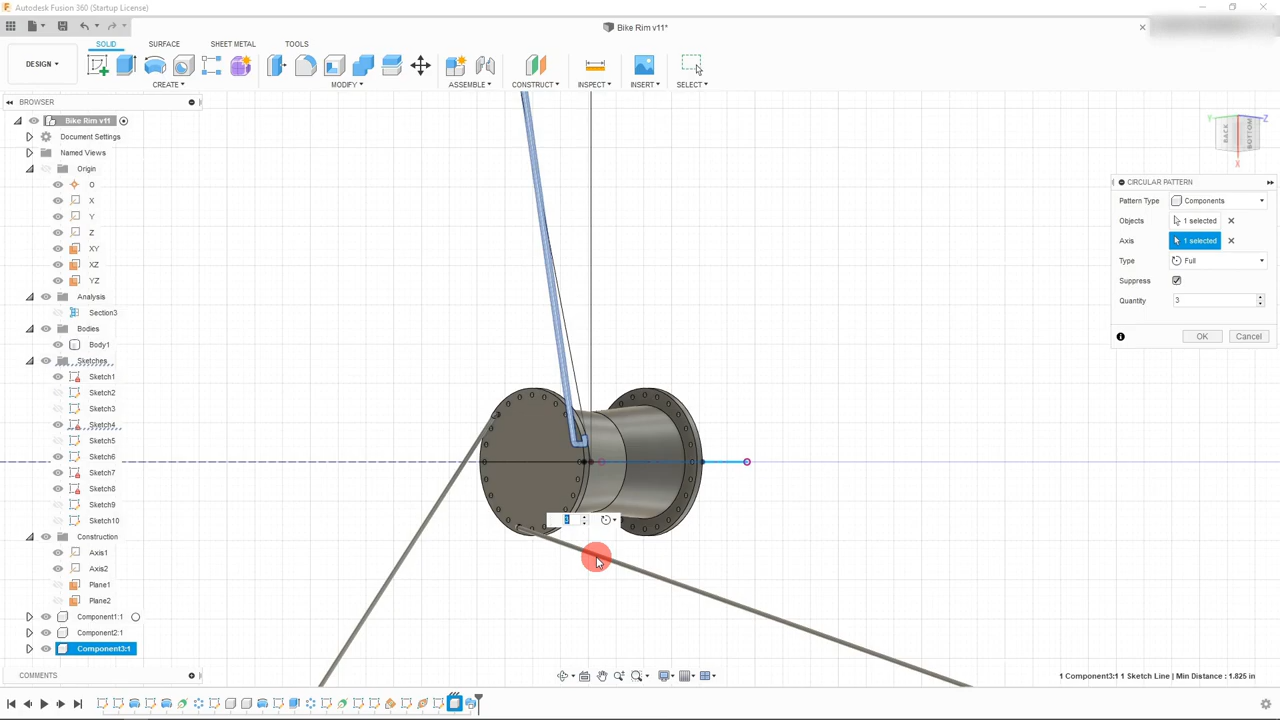 Autodesk Fusion 360 (Startup License)
Bike Rim v11*
SOLID SURFACE SHEET METAL TOOLS
DESIGN
CREATE MODIFY ASSEMBLE CONSTRUCT INSPECT INSERT SELECT
BROWSER
Bike Rim v11
Document Settings
Named Views
Origin
O
X
Y
Z
XY
XZ
YZ
Analysis
Section3
Bodies
Body1
Sketches
Sketch1
Sketch2
Sketch3
Sketch4
Sketch5
Sketch6
Sketch7
Sketch8
Sketch9
Sketch10
Construction
Axis1
Axis2
Plane1
Plane2
Component1:1
Component2:1
Component3:1
COMMENTS
Y Z
BACK BOTTOM
X
CIRCULAR PATTERN
Pattern Type Components
Objects 1 selected
Axis 1 selected
Type Full
Suppress
Quantity 3
OK Cancel
3
1 Component3:1 1 Sketch Line | Min Distance : 1.825 in